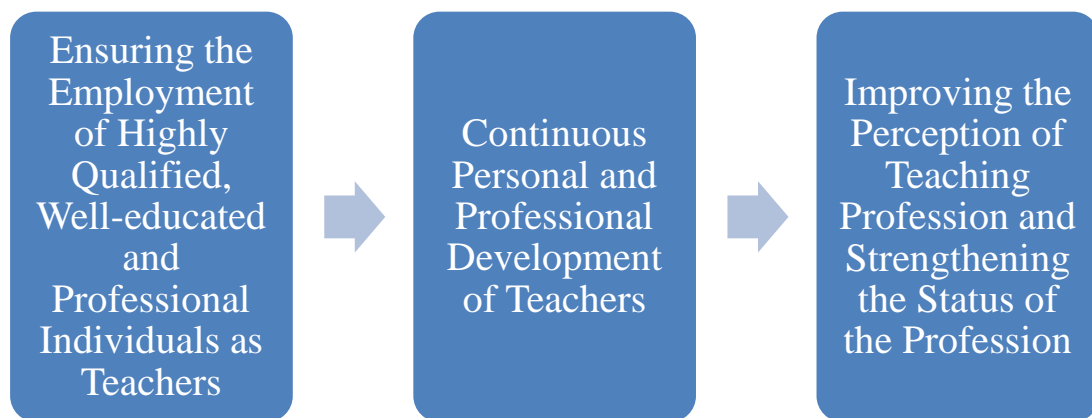 Ensuring the
Employment
of Highly
Qualified,
Well-educated
and
Professional
Individuals as
Teachers
Continuous
Personal and
Professional
Development
of Teachers
Improving the
Perception of
Teaching
Profession and
Strengthening
the Status of
the Profession